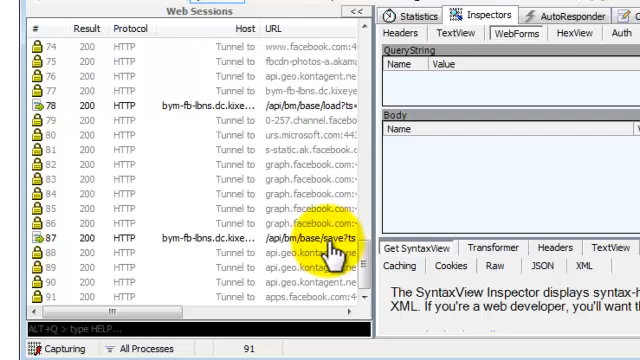 Web Sessions <<
# Result Protocol Host URL
74 200 HTTP Tunnel to www.facebook.com:4
75 200 HTTP Tunnel to fbcdn-photos-a.akama
76 200 HTTP Tunnel to api.geo.kontagent.ne
77 200 HTTP Tunnel to bym-fb-lbns.dc.kixeye
78 200 HTTP bym-fb-lbns.dc.kixe... /api/bm/base/load?ts=
79 200 HTTP Tunnel to 0-257.channel.facebo
80 200 HTTP Tunnel to urs.microsoft.com:443
81 200 HTTP Tunnel to s-static.ak.facebook.c
82 200 HTTP Tunnel to graph.facebook.com:
83 200 HTTP Tunnel to graph.facebook.com:
84 200 HTTP Tunnel to graph.facebook.com:
85 200 HTTP Tunnel to graph.facebook.com:
86 200 HTTP Tunnel to graph.facebook.com:
87 200 HTTP bym-fb-lbns.dc.kixe... /api/bm/base/save?ts
88 200 HTTP Tunnel to api.geo.kontagent.ne
89 200 HTTP Tunnel to api.geo.kontagent.ne
90 200 HTTP Tunnel to api.geo.kontagent.ne
91 200 HTTP Tunnel to apps.facebook.com:4
ALT+Q > type HELP...
Capturing All Processes 91
Statistics Inspectors AutoResponder
Headers TextView WebForms HexView Auth
QueryString
Name Value
Body
Name
Get SyntaxView Transformer Headers TextView
Caching Cookies Raw JSON XML
The SyntaxView Inspector displays syntax-h
XML. If you're a web developer, you'll want t